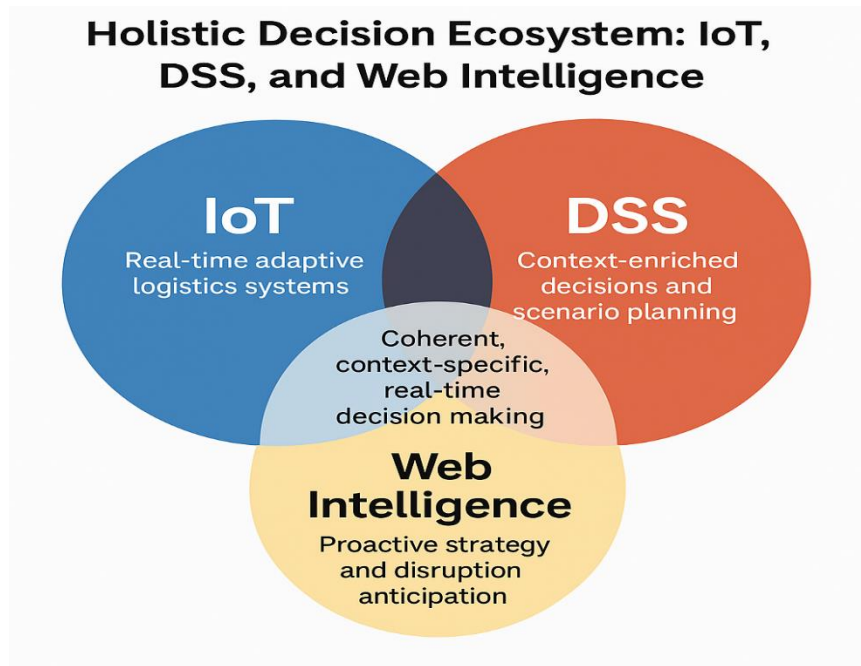 Holistic Decision Ecosystem: IoT,
DSS, and Web Intelligence
IoT
Real-time adaptive
logistics systems
DSS
Context-enriched
decisions and
scenario planning
Coherent,
context-specific,
real-time
decision making
Web
Intelligence
Proactive strategy
and disruption
anticipation